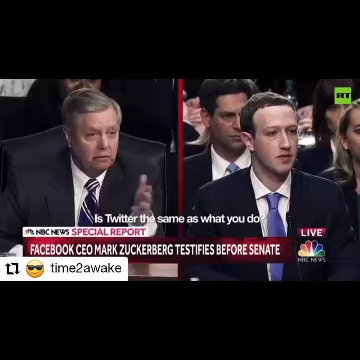 RT
Is Twitter the same as what you do?
NBC NEWS SPECIAL REPORT
LIVE
FACEBOOK CEO MARK ZUCKERBERG TESTIFIES BEFORE SENATE
NBC NEWS
time2awake